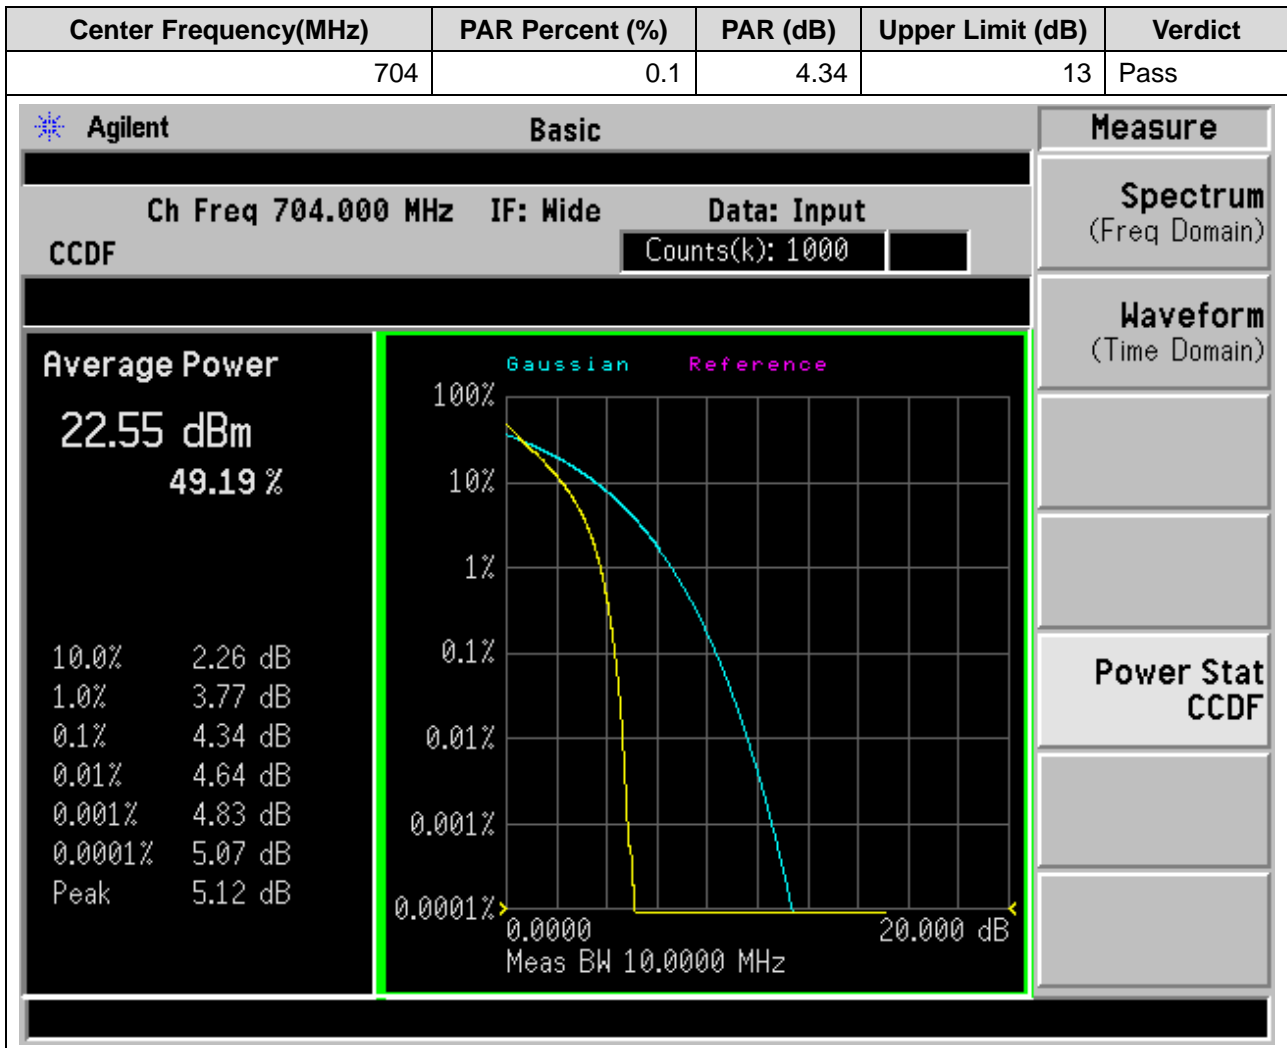 Center Frequency(MHz) PAR Percent (%) PAR (dB) Upper Limit (dB) Verdict
704 0.1 4.34 13 Pass
Agilent Basic Measure
Ch Freq 704.000 MHz IF: Wide Data: Input
CCDF Counts(k): 1000
Spectrum
(Freq Domain)
Waveform
(Time Domain)
Power Stat
CCDF
Average Power
22.55 dBm
49.19 %
10.0% 2.26 dB
1.0% 3.77 dB
0.1% 4.34 dB
0.01% 4.64 dB
0.001% 4.83 dB
0.0001% 5.07 dB
Peak 5.12 dB
Gaussian Reference
100%
10%
1%
0.1%
0.01%
0.001%
0.0001%
0.0000 20.000 dB
Meas BW 10.0000 MHz